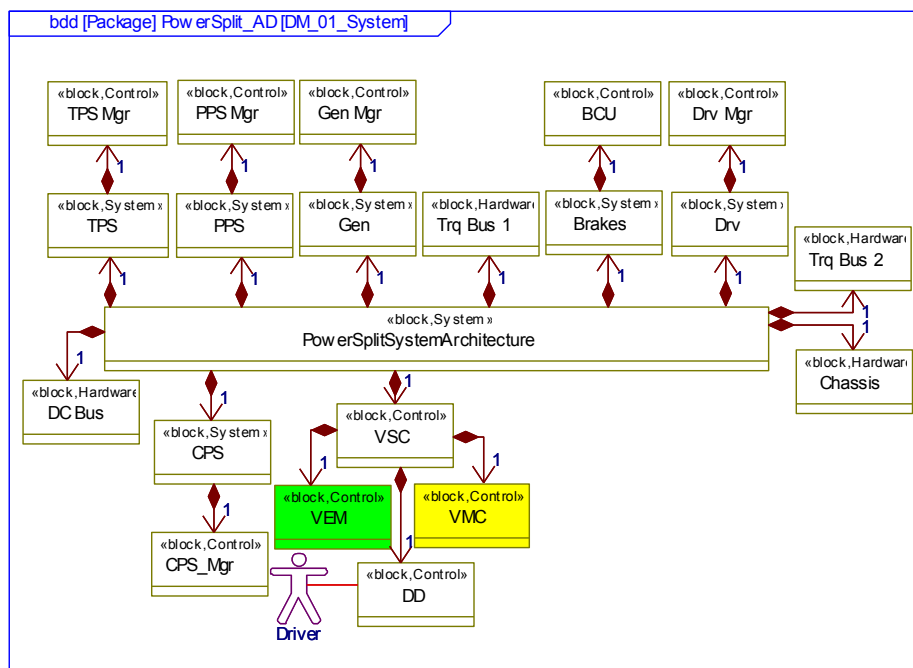 bdd [Package] PowerSplit_AD [DM_01_System]
«block,Control»
TPS Mgr
«block,Control»
PPS Mgr
«block,Control»
Gen Mgr
«block,Control»
BCU
«block,Control»
Drv Mgr
1
1
1
1
1
«block,System»
TPS
«block,System»
PPS
«block,System»
Gen
«block,Hardware
Trq Bus 1
«block,System»
Brakes
«block,System»
Drv
«block,Hardware
Trq Bus 2
1
1
1
1
1
1
1
«block,System»
PowerSplitSystemArchitecture
1
1
«block,Hardware
DC Bus
«block,Hardware
Chassis
1
1
«block,System»
CPS
«block,Control»
VSC
1
1
1
«block,Control»
VEM
«block,Control»
VMC
1
«block,Control»
CPS_Mgr
«block,Control»
DD
Driver